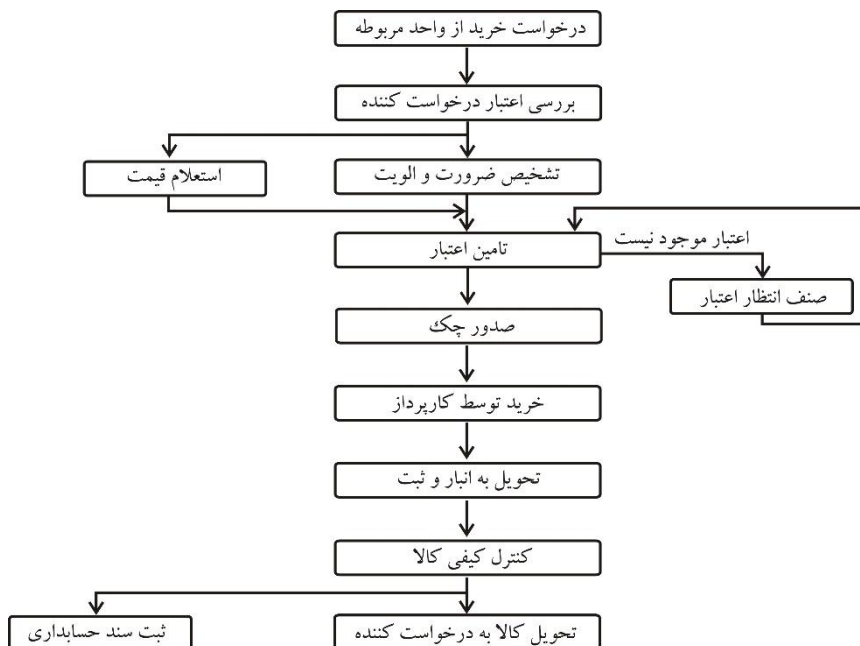 درخواست خرید از واحد مربوطه
بررسی اعتبار درخواست کننده
تشخیص ضرورت و الویت
استعلام قیمت
تامین اعتبار
اعتبار موجود نیست
صنف انتظار اعتبار
صدور چک
خرید توسط کارپرداز
تحویل به انبار و ثبت
کنترل کیفی کالا
تحویل کالا به درخواست کننده
ثبت سند حسابداری